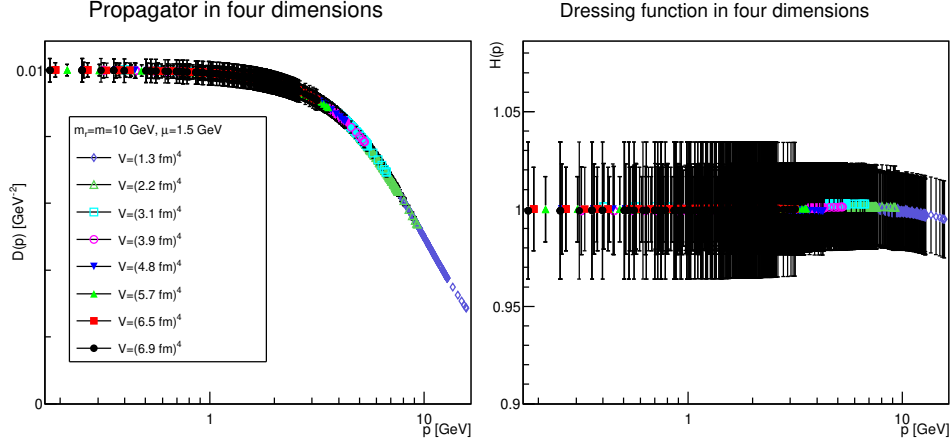 Propagator in four dimensions
D(p) [GeV⁻²]
0.01
0
mᵣ=m=10 GeV, μ=1.5 GeV
V=(1.3 fm)⁴
V=(2.2 fm)⁴
V=(3.1 fm)⁴
V=(3.9 fm)⁴
V=(4.8 fm)⁴
V=(5.7 fm)⁴
V=(6.5 fm)⁴
V=(6.9 fm)⁴
1
10
p [GeV]
Dressing function in four dimensions
H(p)
1.05
1
0.95
0.9
1
10
p [GeV]